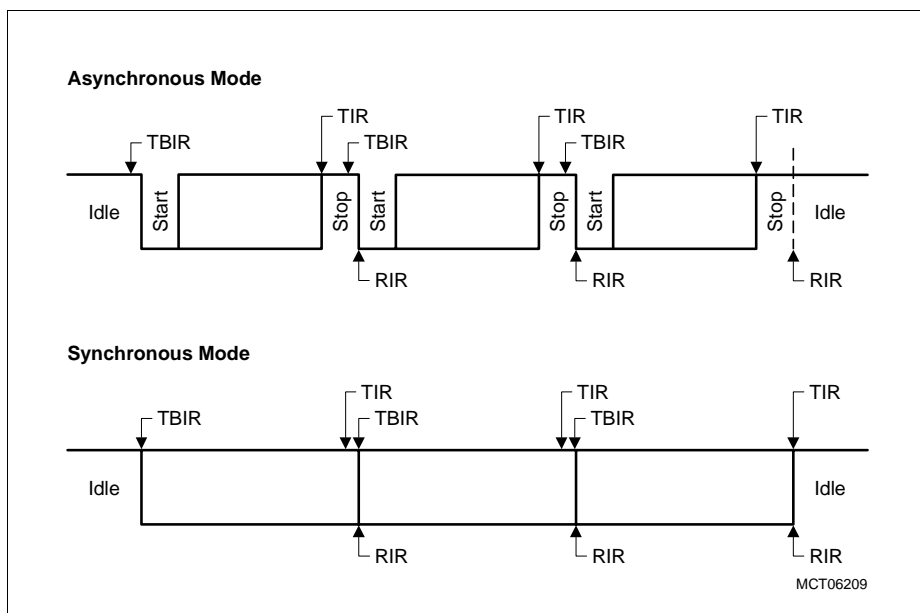 Asynchronous Mode
TIR TIR TIR
TBIR TBIR TBIR
Idle Start Stop Start Stop Start Stop Idle
RIR RIR RIR
Synchronous Mode
TIR TIR TIR
TBIR TBIR TBIR
Idle Idle
RIR RIR RIR
MCT06209